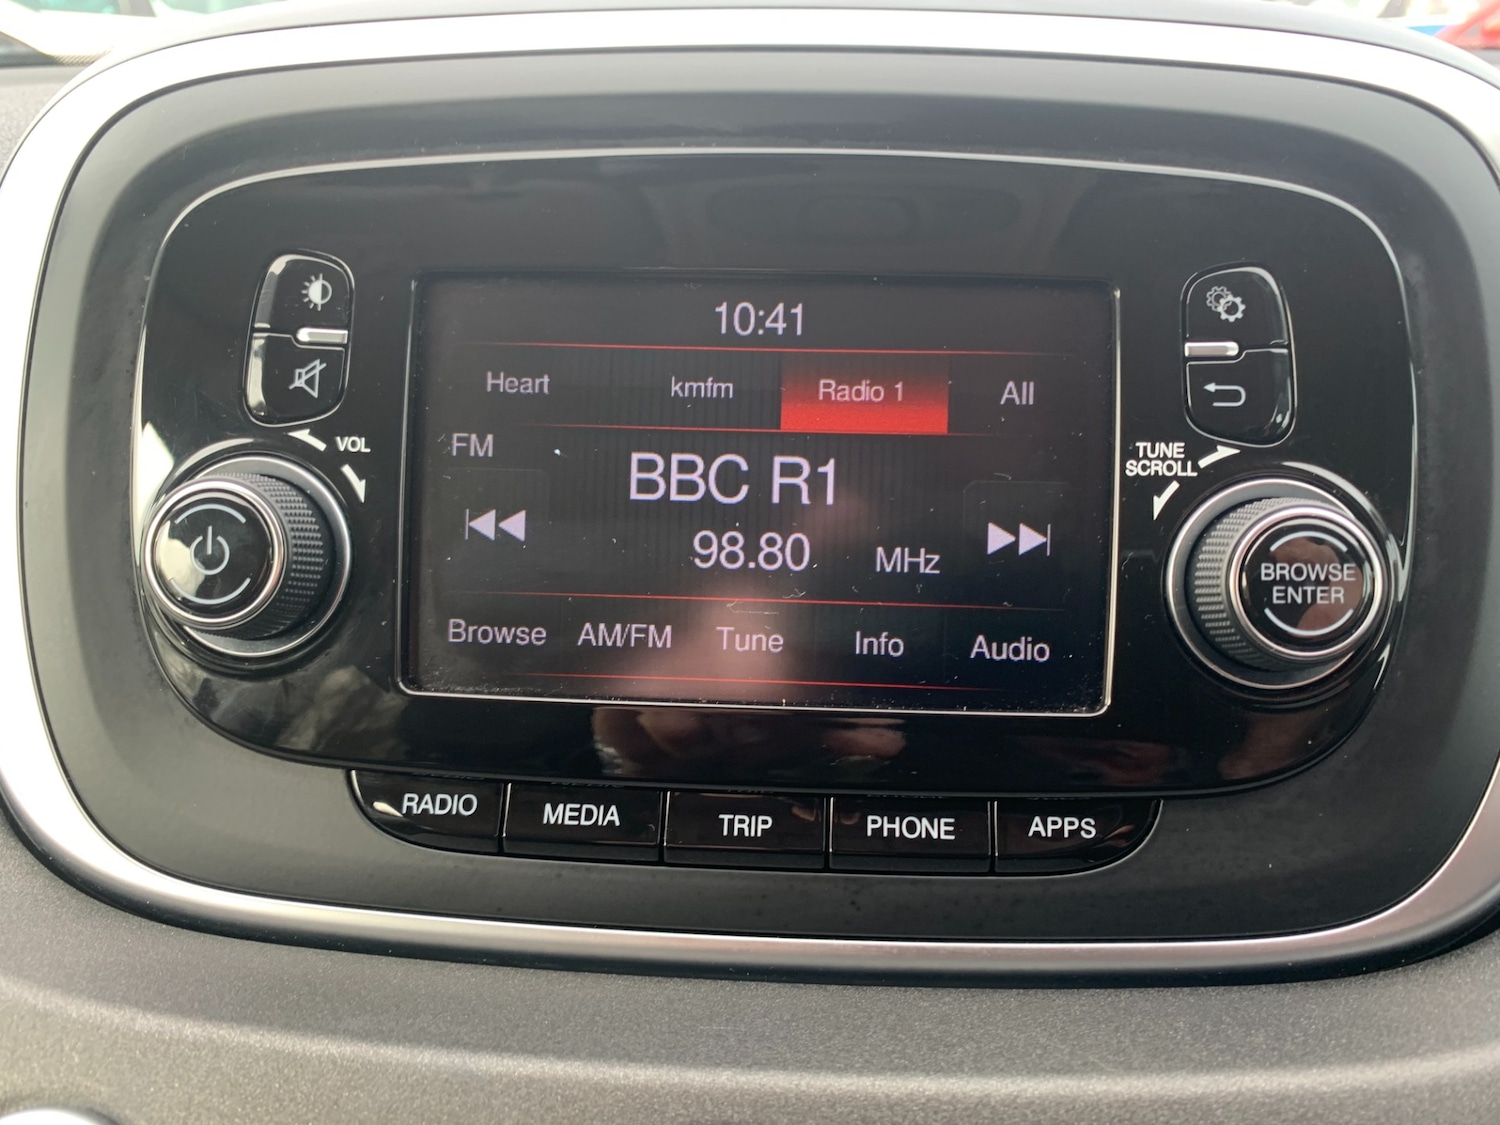 10:41
Heart kmfm Radio 1 All
FM
VOL
TUNE
SCROLL
BBC R1
98.80 MHz
BROWSE
ENTER
Browse AM/FM Tune Info Audio
RADIO MEDIA TRIP PHONE APPS